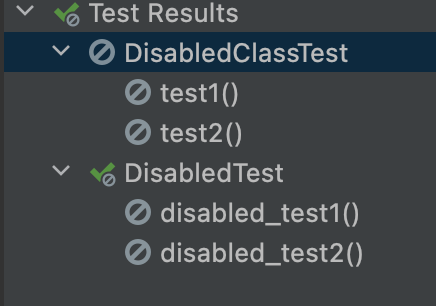 Test Results
DisabledClassTest
test1()
test2()
DisabledTest
disabled_test1()
disabled_test2()